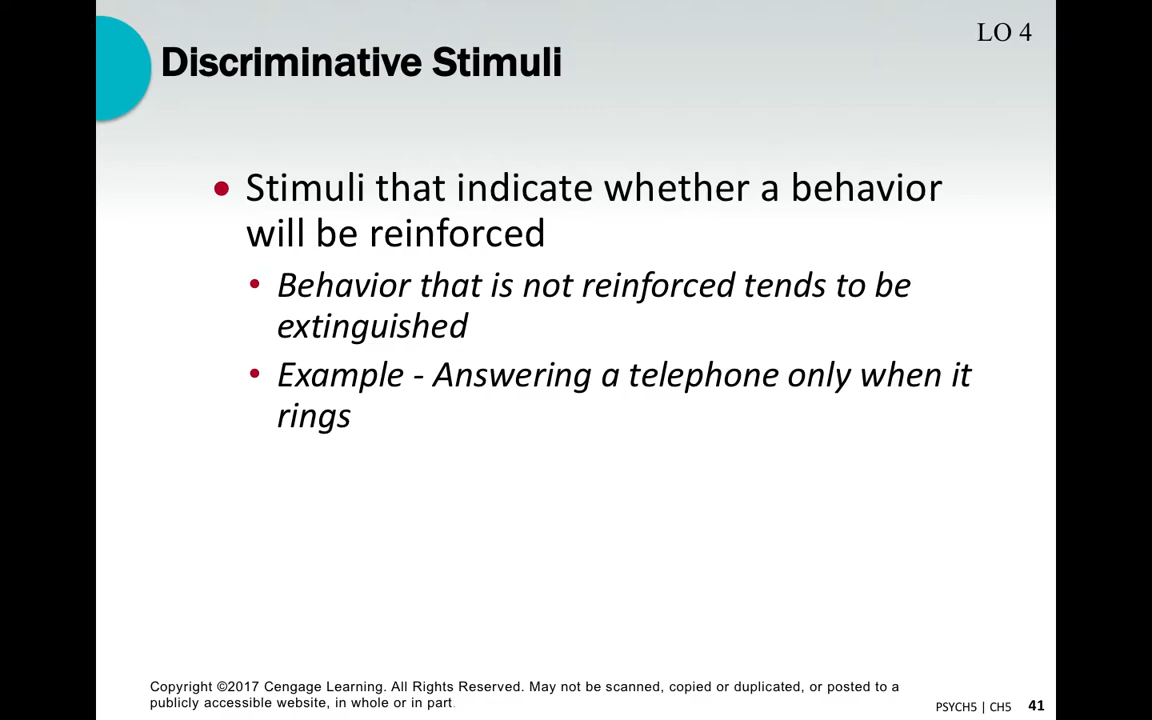 LO 4
Discriminative Stimuli
• Stimuli that indicate whether a behavior
will be reinforced
• Behavior that is not reinforced tends to be
extinguished
• Example - Answering a telephone only when it
rings
Copyright ©2017 Cengage Learning. All Rights Reserved. May not be scanned, copied or duplicated, or posted to a
publicly accessible website, in whole or in part.
PSYCH5 | CH5 41